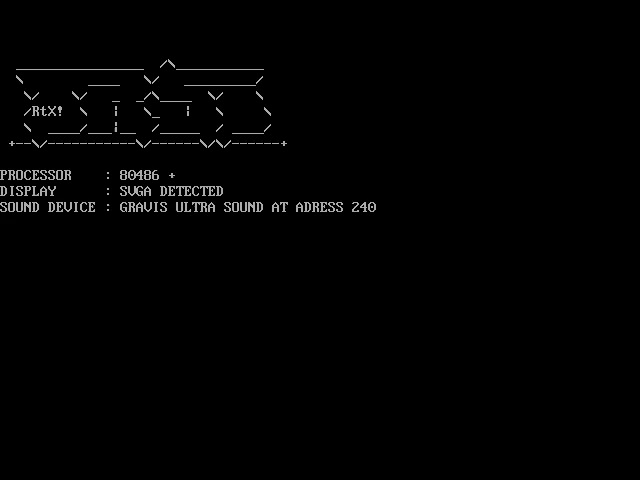 RtX!
PROCESSOR : 80486 +
DISPLAY : SVGA DETECTED
SOUND DEVICE : GRAVIS ULTRA SOUND AT ADRESS 240